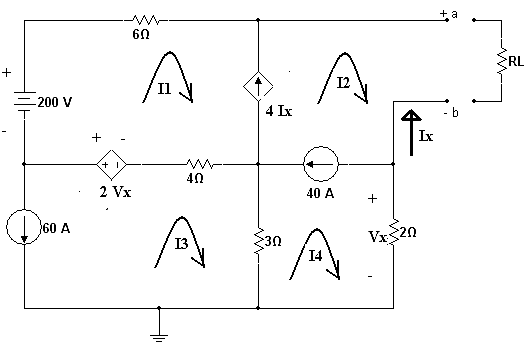 + a
6Ω
+
RL
I1
I2
200 V
4 Ix
- b
-
+
-
Ix
+ -
4Ω
2 Vx
40 A
+
60 A
3Ω
Vx
2Ω
I3
I4
-